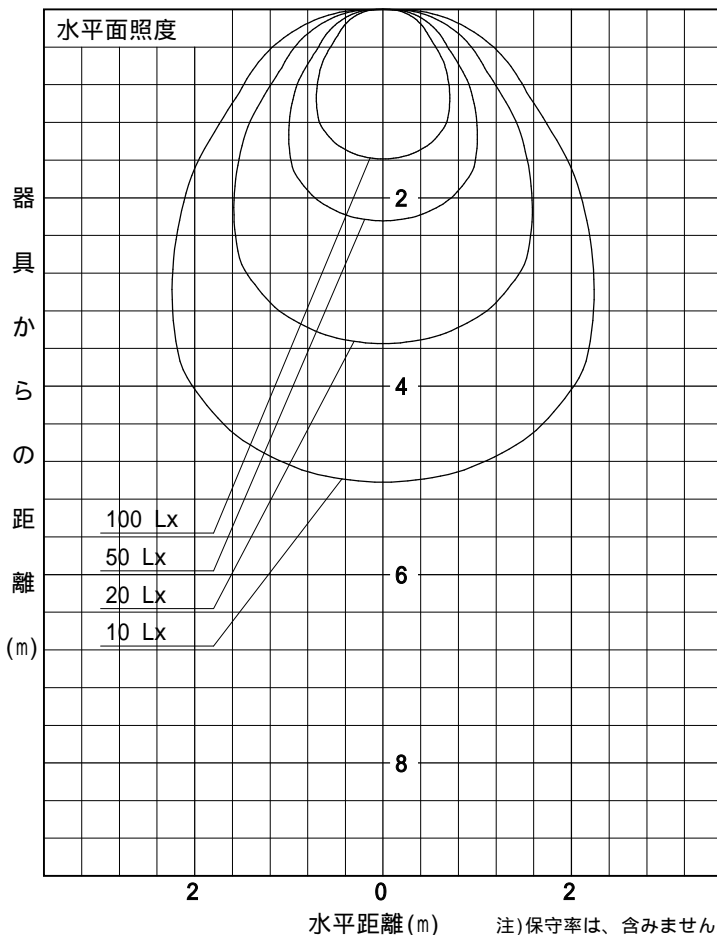 水平面照度
器具からの距離(m)
2
4
6
8
100 Lx
50 Lx
20 Lx
10 Lx
2
0
2
水平距離(m)
注)保守率は、含みません